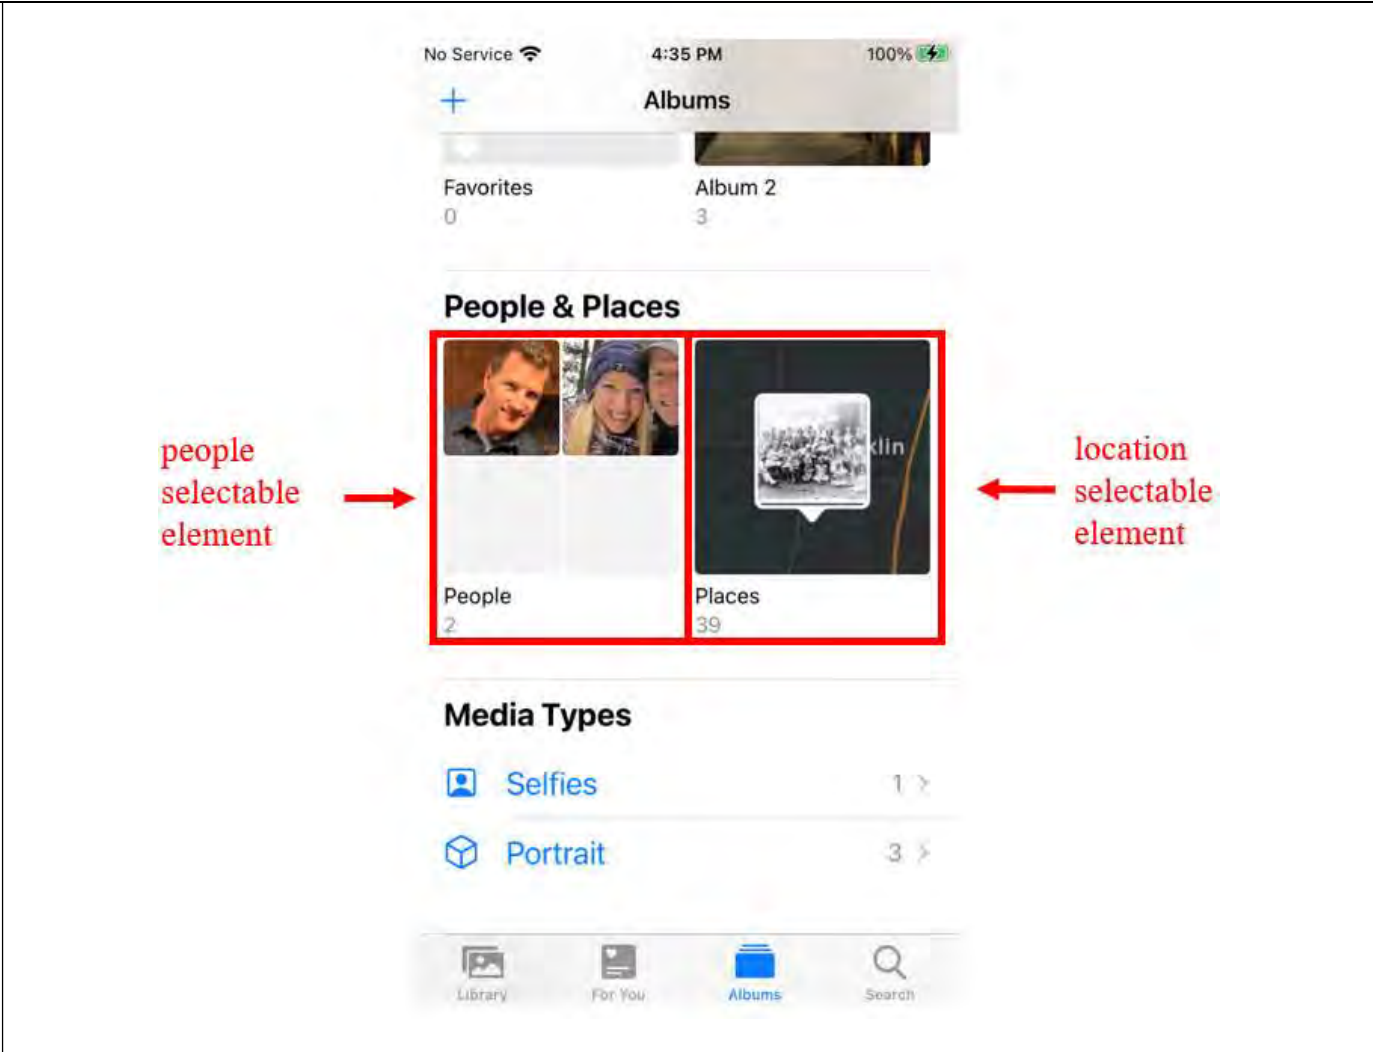 No Service 4:35 PM 100%
+ Albums
Favorites Album 2
0 3
People & Places
people
selectable
element
klin
location
selectable
element
People Places
2 39
Media Types
Selfies 1 >
Portrait 3 >
Library For You Albums Search